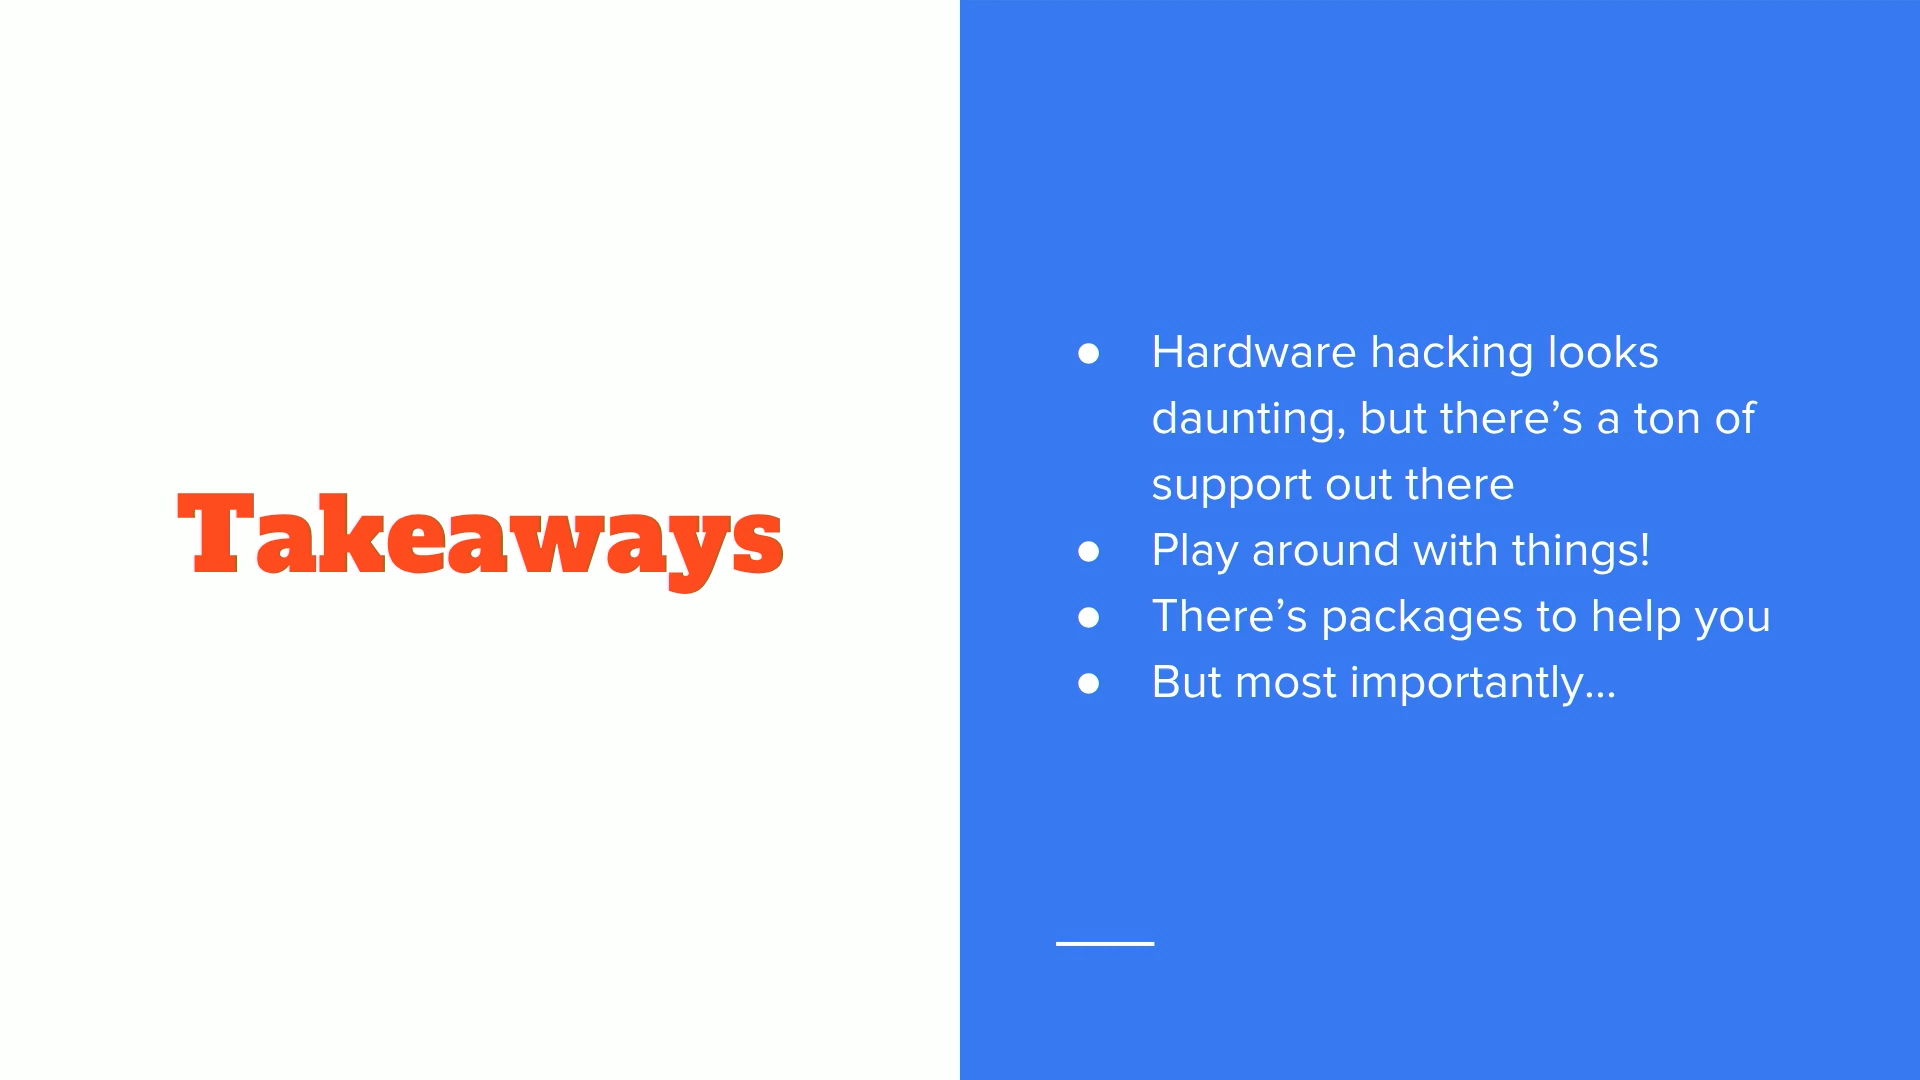 Takeaways
● Hardware hacking looks
daunting, but there’s a ton of
support out there
● Play around with things!
● There’s packages to help you
● But most importantly...